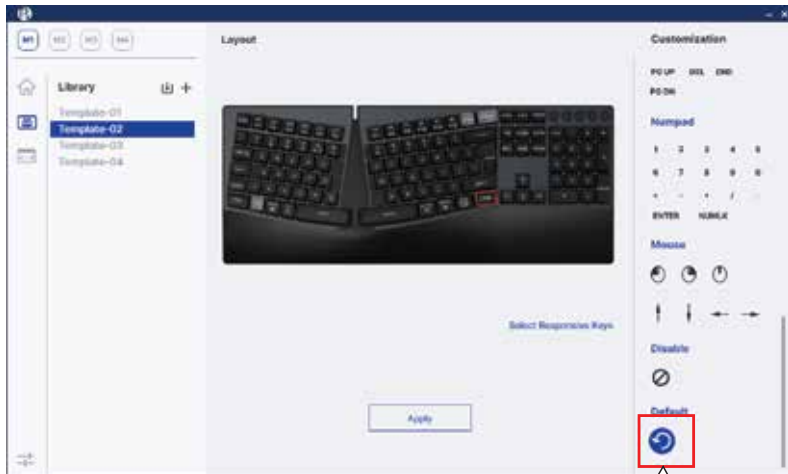 M1 M2 M3 M4
Layout
Customization
Library
Template-01
Template-02
Template-03
Template-04
PG UP DEL END
PG DN
Numpad
1 2 3 4 5
6 7 8 9 0
+ - * / .
ENTER NUMLK
Mouse
Select Responsive Keys
Disable
Default
Apply